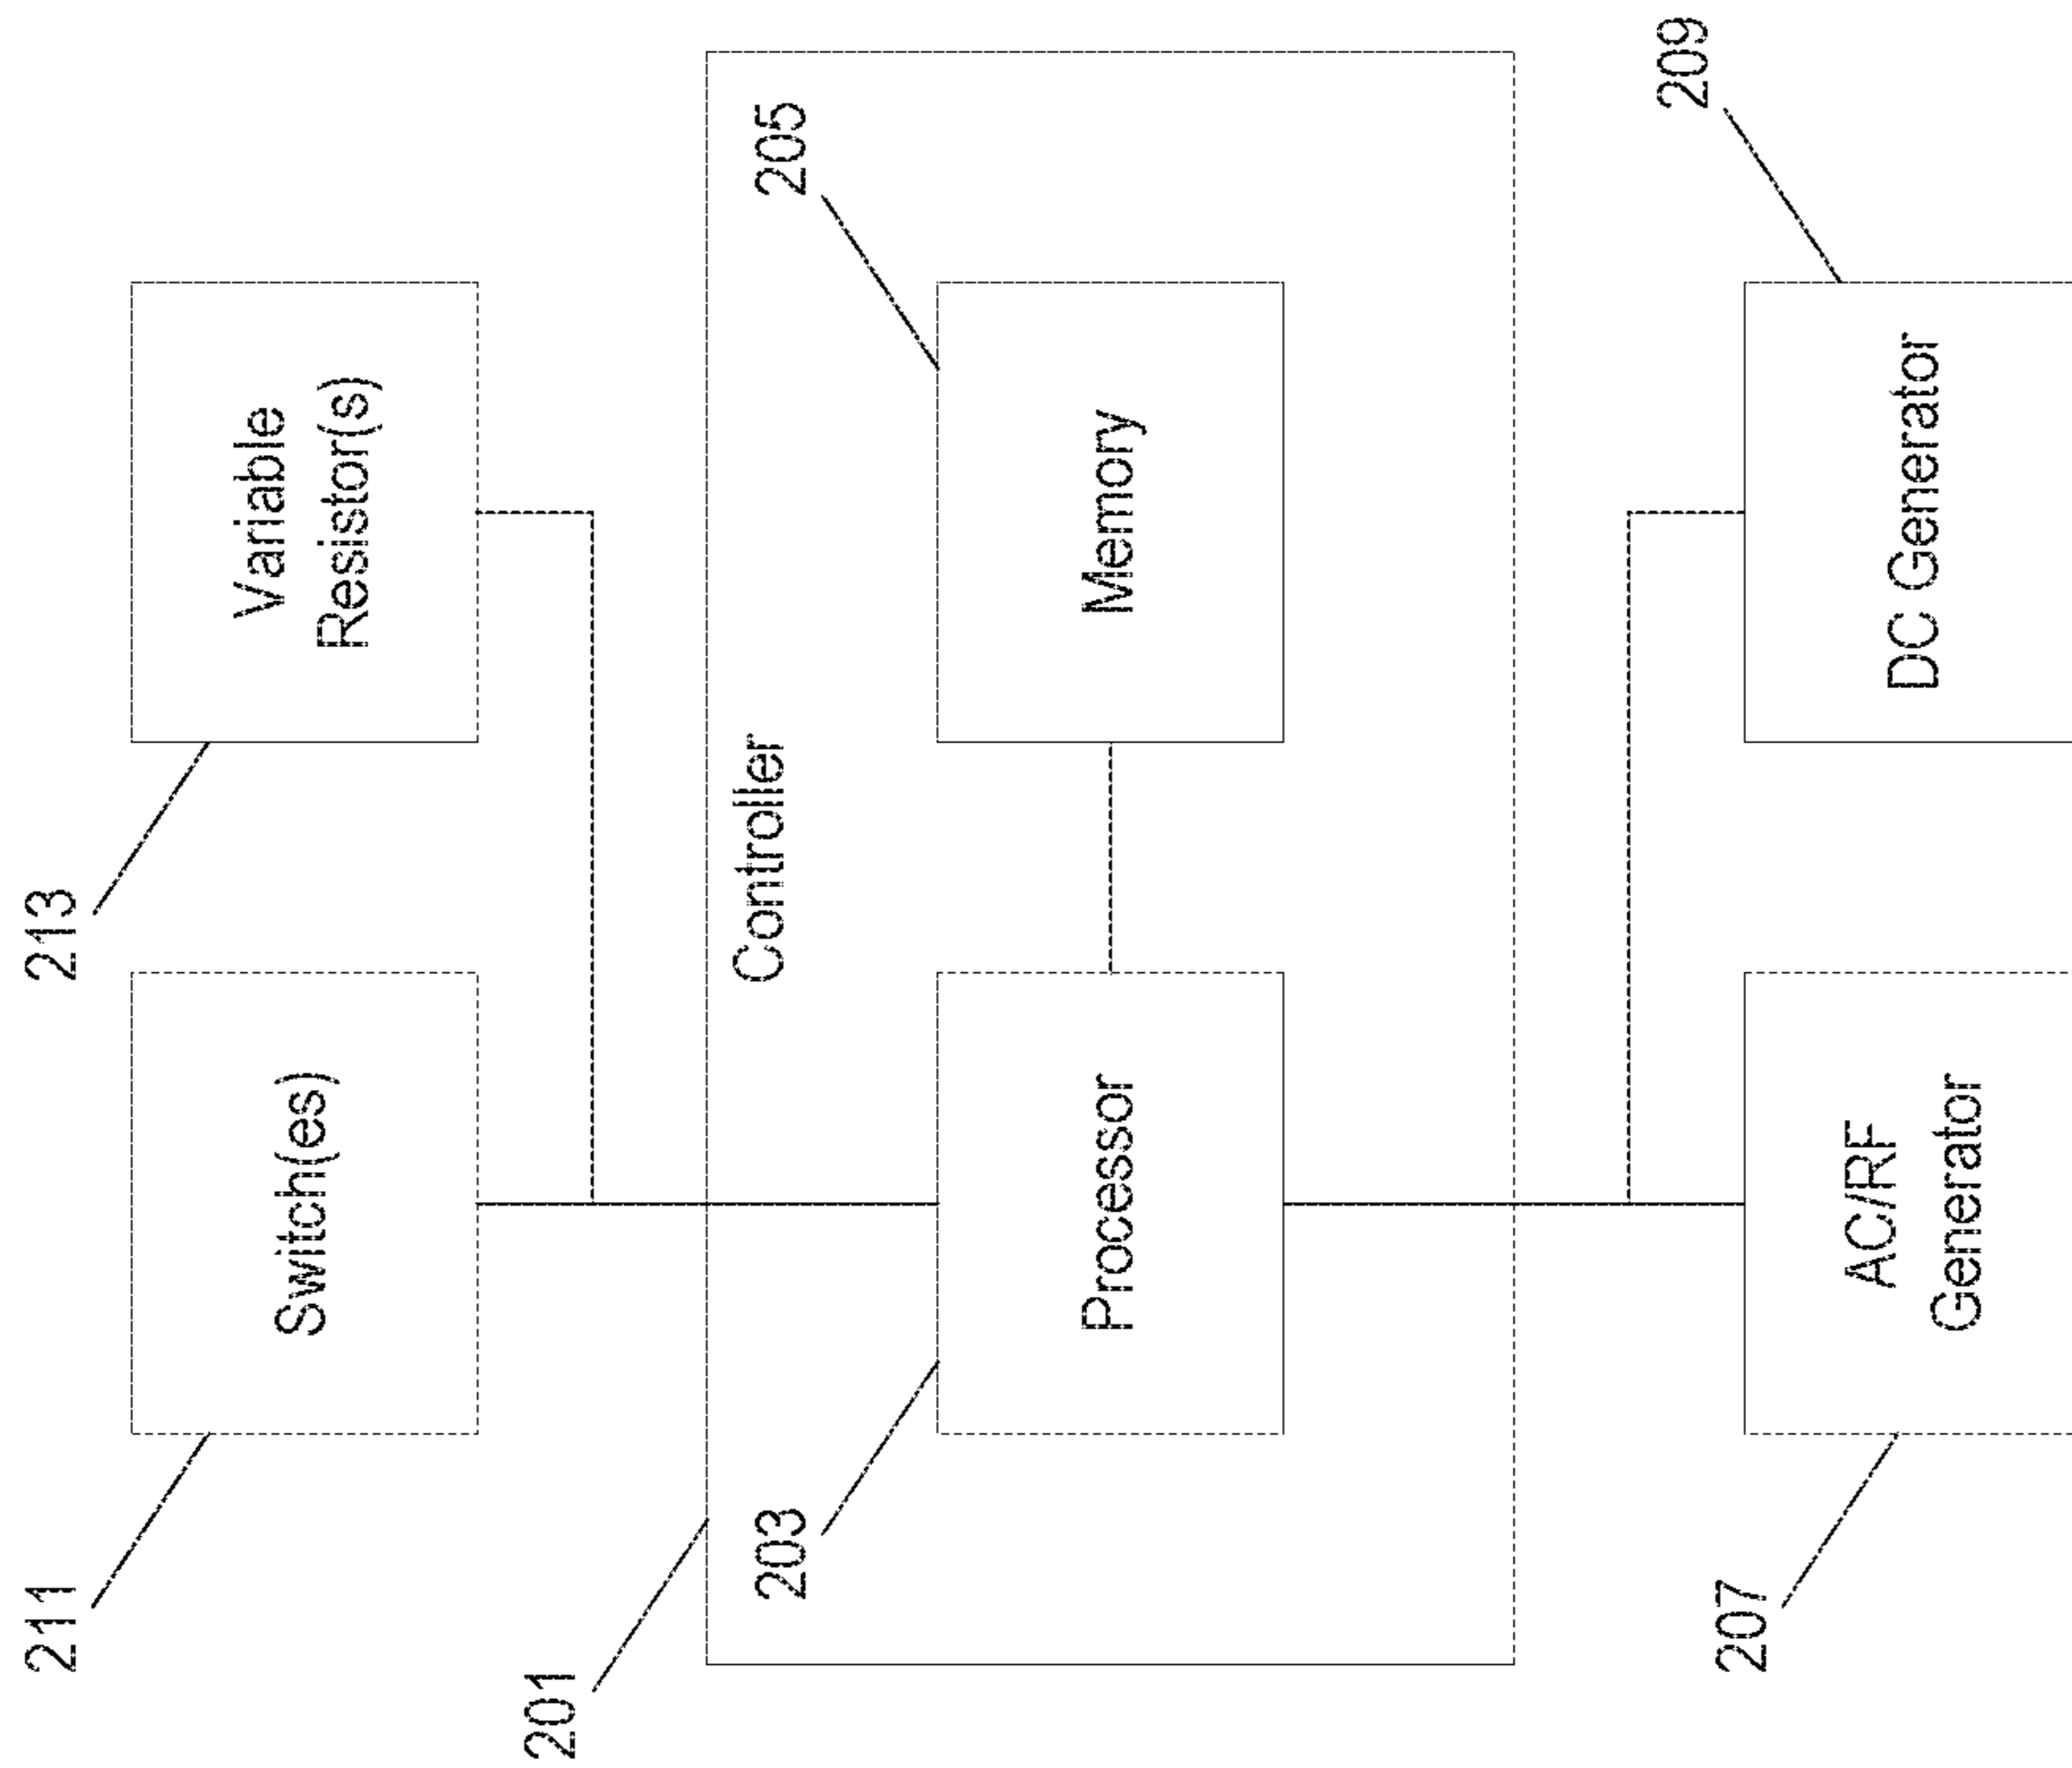 211
Switch(es)
213
Variable
Resistor(s)
201
Controller
203
Processor
205
Memory
207
AC/RF
Generator
209
DC Generator